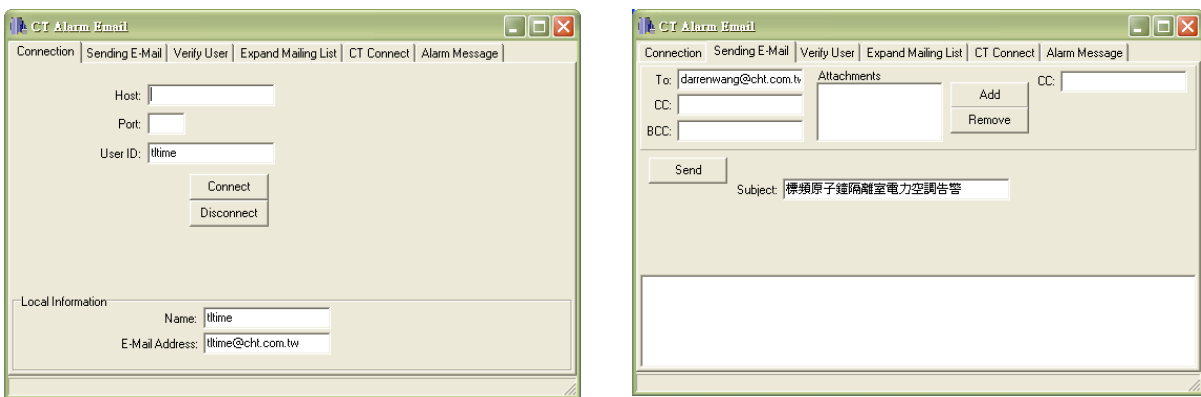 CT Alarm Email
Connection Sending E-Mail Verify User Expand Mailing List CT Connect Alarm Message
Host:
Port:
User ID: tltime
Connect
Disconnect
Local Information
Name: tltime
E-Mail Address: tltime@cht.com.tw
CT Alarm Email
Connection Sending E-Mail Verify User Expand Mailing List CT Connect Alarm Message
To: darrenwang@cht.com.tw Attachments CC:
CC: Add
BCC: Remove
Send
Subject: 標頻原子鐘隔離室電力空調告警